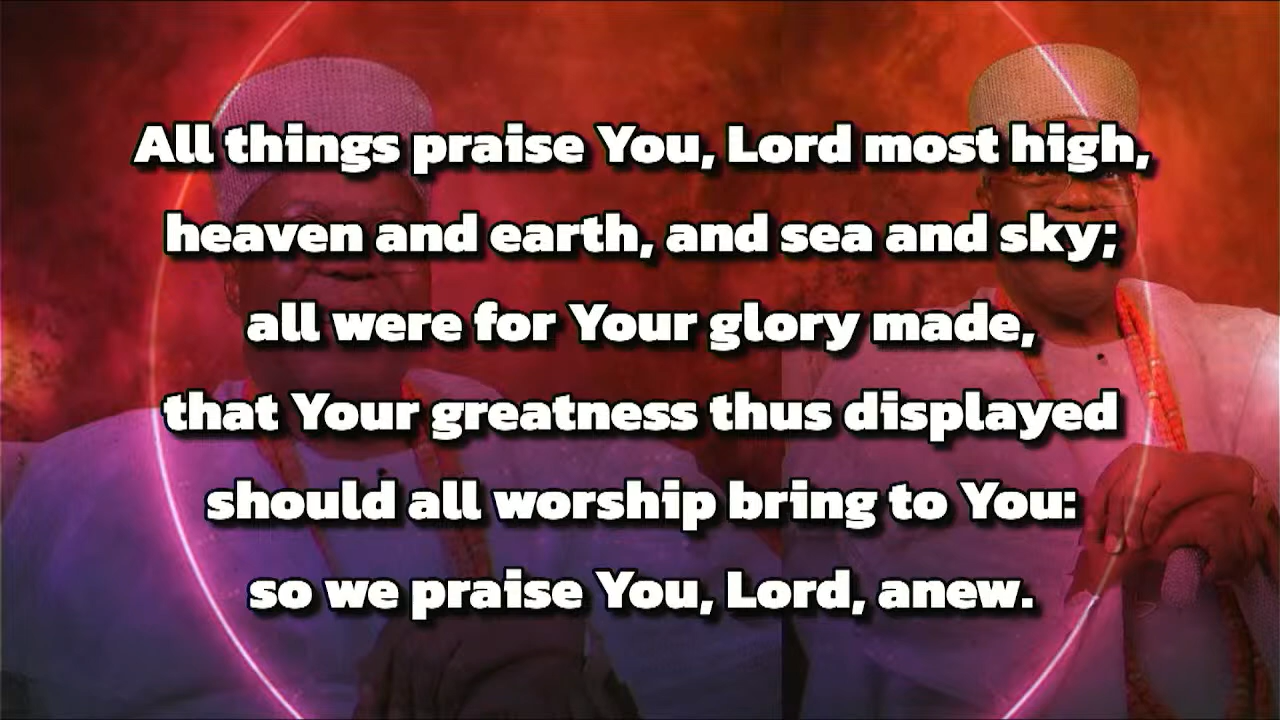 All things praise You, Lord most high,
heaven and earth, and sea and sky;
all were for Your glory made,
that Your greatness thus displayed
should all worship bring to You:
so we praise You, Lord, anew.